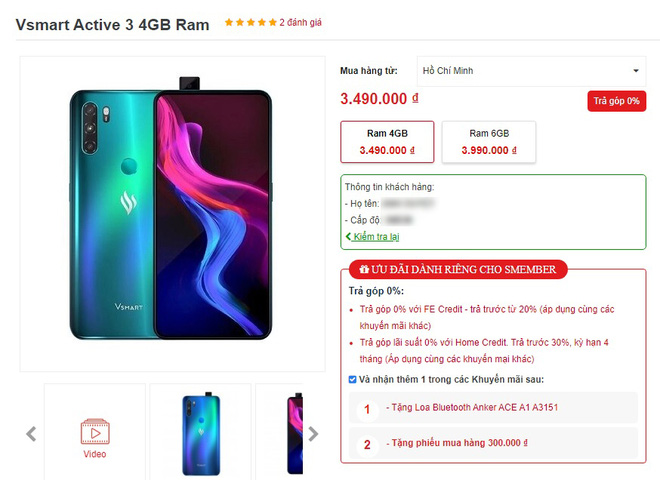 Vsmart Active 3 4GB Ram
2 đánh giá
VSMART
Video
Mua hàng từ:
Hồ Chí Minh
3.490.000 ₫
Trả góp 0%
Ram 4GB
3.490.000 ₫
Ram 6GB
3.990.000 ₫
Thông tin khách hàng:
- Họ tên:
- Cấp độ:
Kiểm tra lại
ƯU ĐÃI DÀNH RIÊNG CHO SMEMBER
Trả góp 0%:
Trả góp 0% với FE Credit - trả trước từ 20% (áp dụng cùng các
khuyến mãi khác)
Trả góp lãi suất 0% với Home Credit. Trả trước 30%, kỳ hạn 4
tháng (Áp dụng cùng các khuyến mại khác)
Và nhận thêm 1 trong các Khuyến mãi sau:
1 - Tặng Loa Bluetooth Anker ACE A1 A3151
2 - Tặng phiếu mua hàng 300.000 ₫